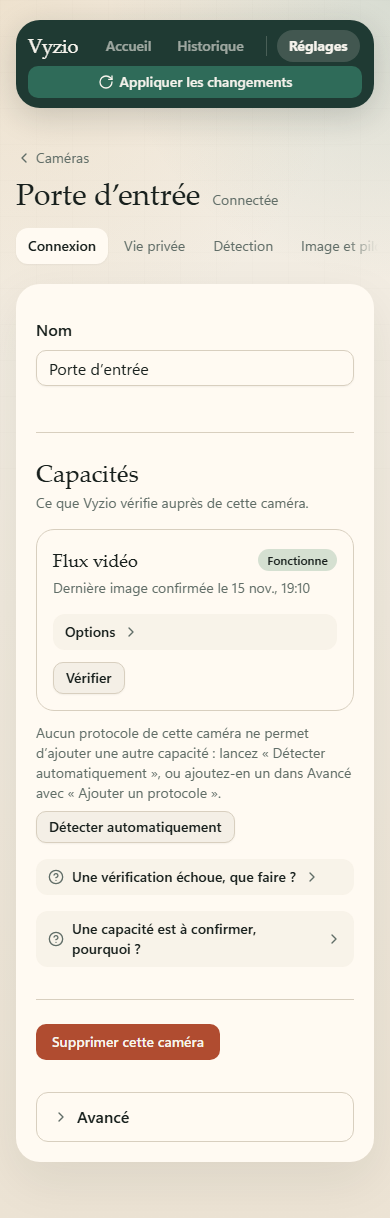 Vyzio Accueil Historique Réglages
Appliquer les changements
Caméras
Porte d’entrée Connectée
Connexion Vie privée Détection Image et
Nom
Porte d’entrée
Capacités
Ce que Vyzio vérifie auprès de cette caméra.
Flux vidéo Fonctionne
Dernière image confirmée le 15 nov., 19:10
Options
Vérifier
Aucun protocole de cette caméra ne permet
d’ajouter une autre capacité : lancez « Détecter
automatiquement », ou ajoutez-en un dans Avancé
avec « Ajouter un protocole ».
Détecter automatiquement
Une vérification échoue, que faire ?
Une capacité est à confirmer,
pourquoi ?
Supprimer cette caméra
Avancé